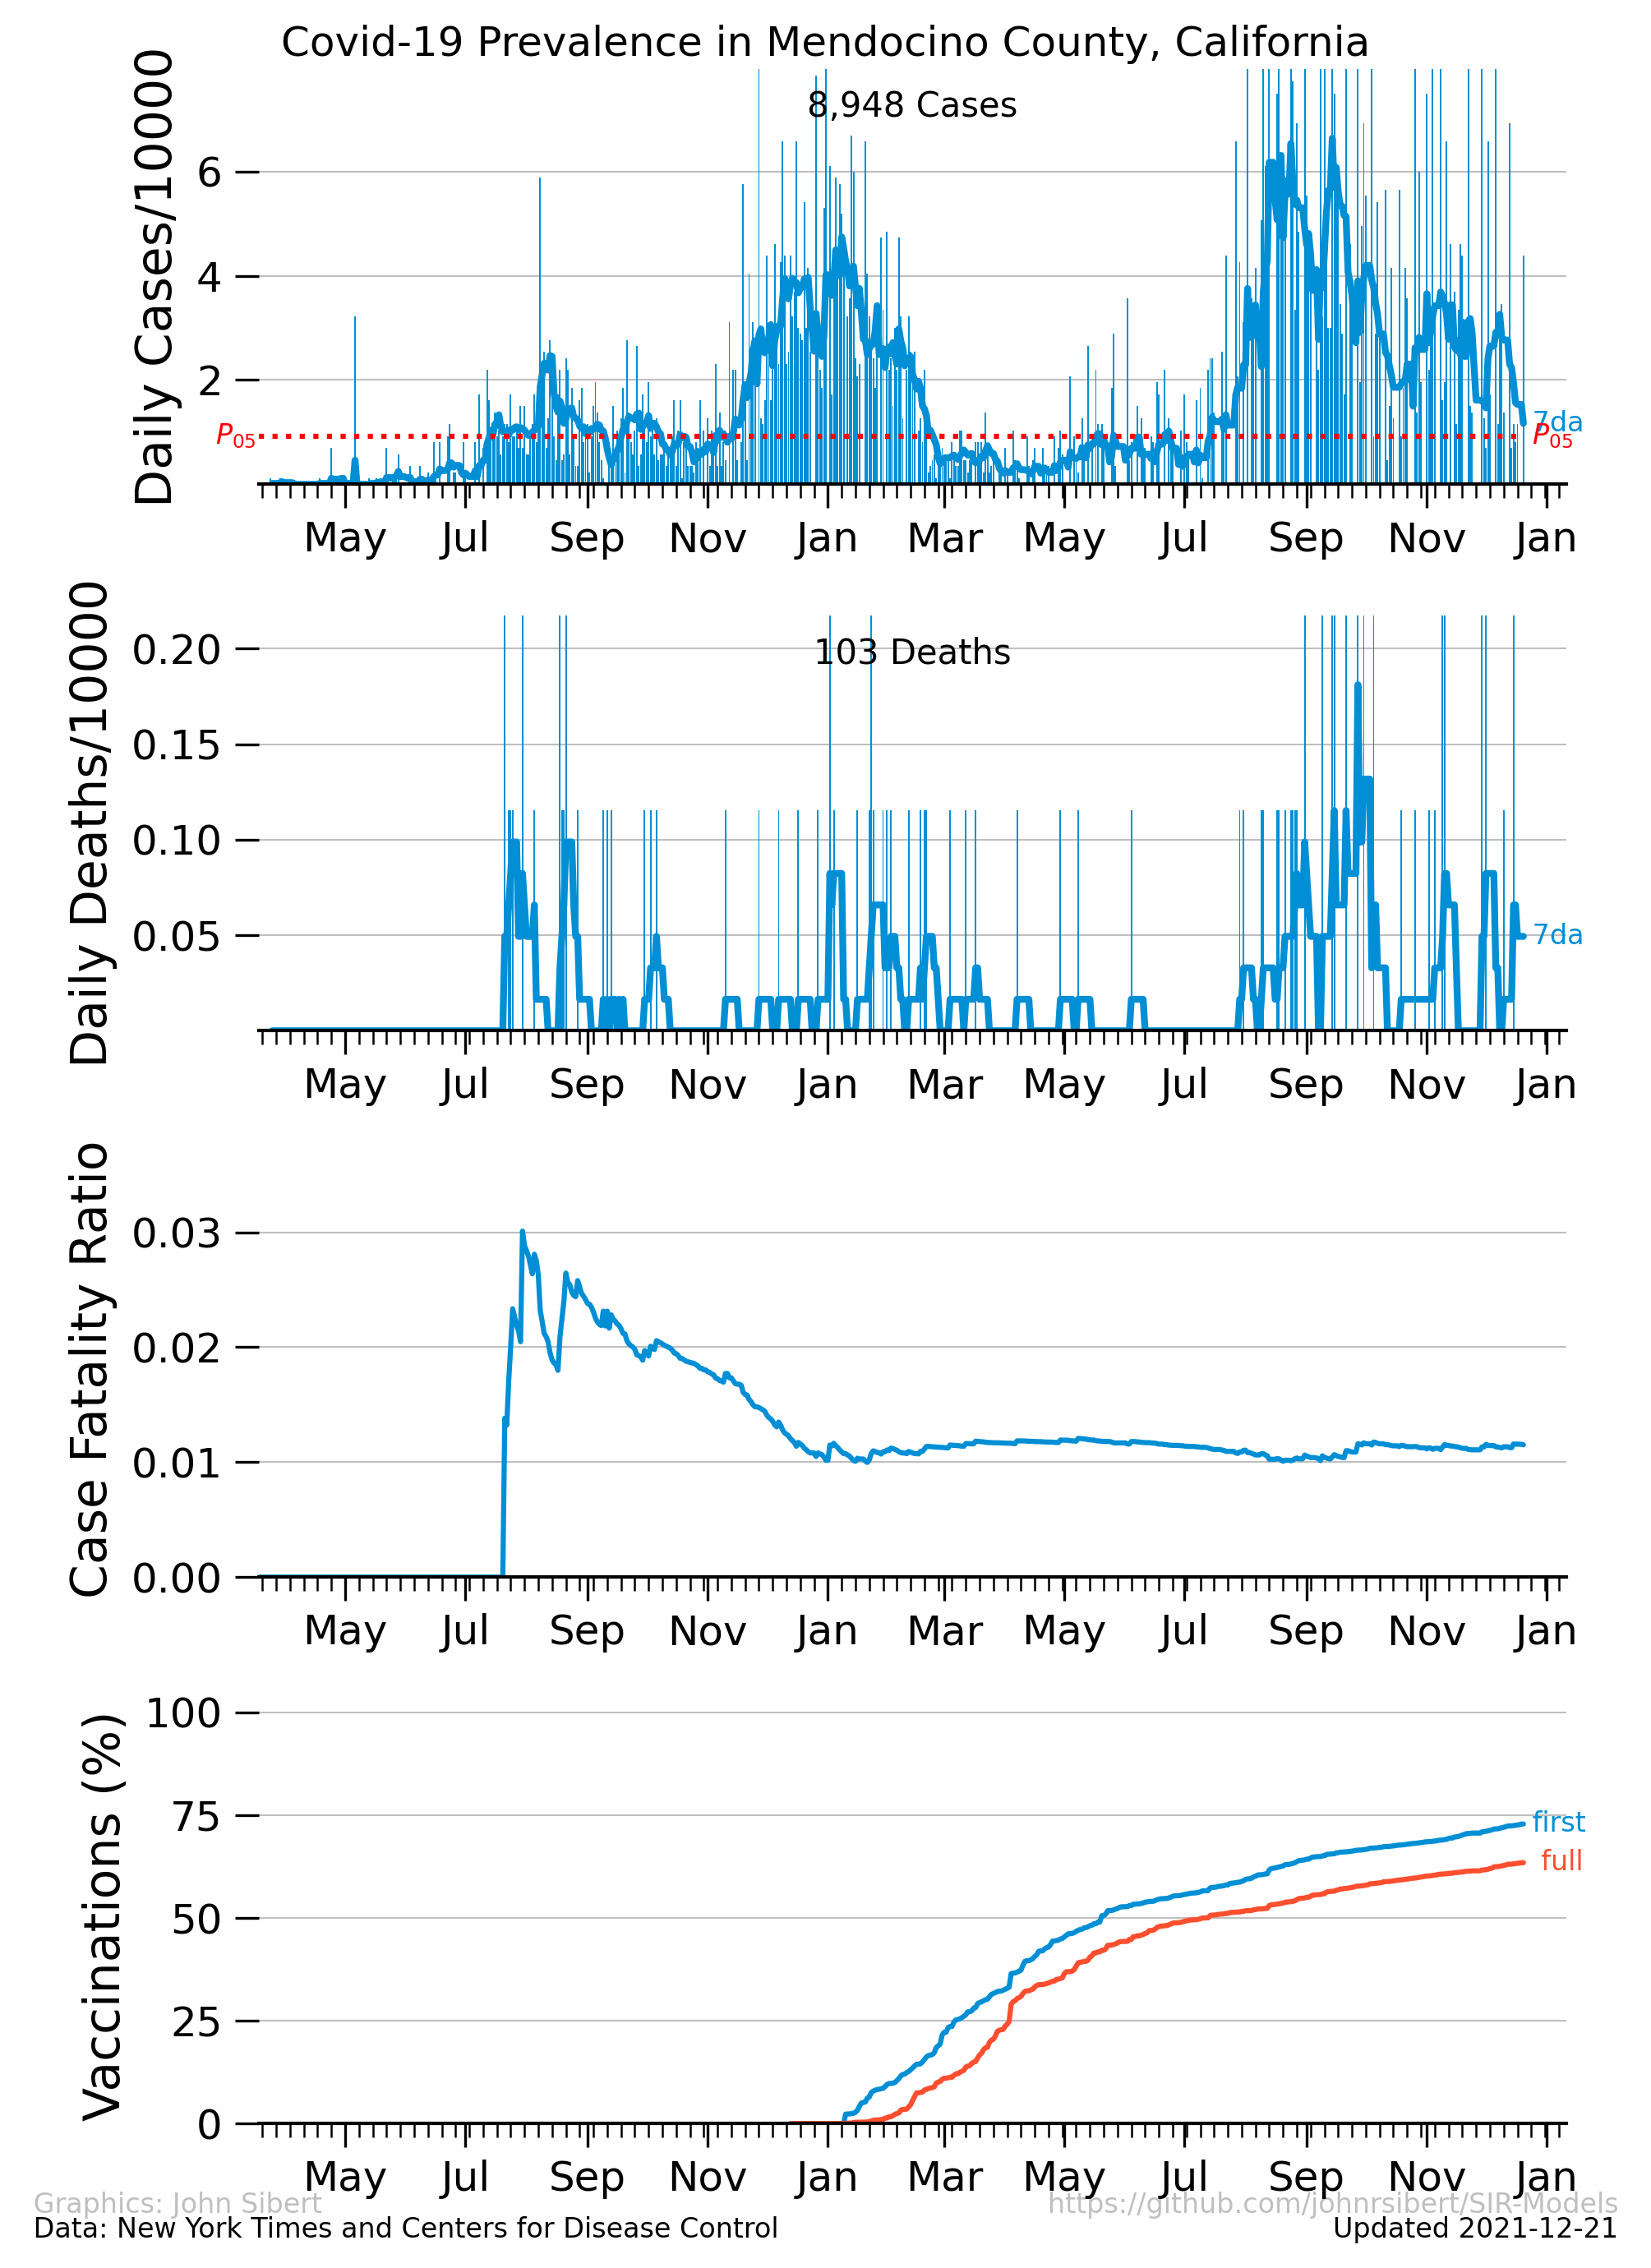 Covid-19 Prevalence in Mendocino County, California
Daily Cases/10000
8,948 Cases
6
4
2
P05
7da
P05
May Jul Sep Nov Jan Mar May Jul Sep Nov Jan
Daily Deaths/10000
103 Deaths
0.20
0.15
0.10
0.05
7da
May Jul Sep Nov Jan Mar May Jul Sep Nov Jan
Case Fatality Ratio
0.03
0.02
0.01
0.00
May Jul Sep Nov Jan Mar May Jul Sep Nov Jan
Vaccinations (%)
100
75
50
25
0
first
full
May Jul Sep Nov Jan Mar May Jul Sep Nov Jan
Graphics: John Sibert
https://github.com/johnrsibert/SIR-Models
Data: New York Times and Centers for Disease Control
Updated 2021-12-21